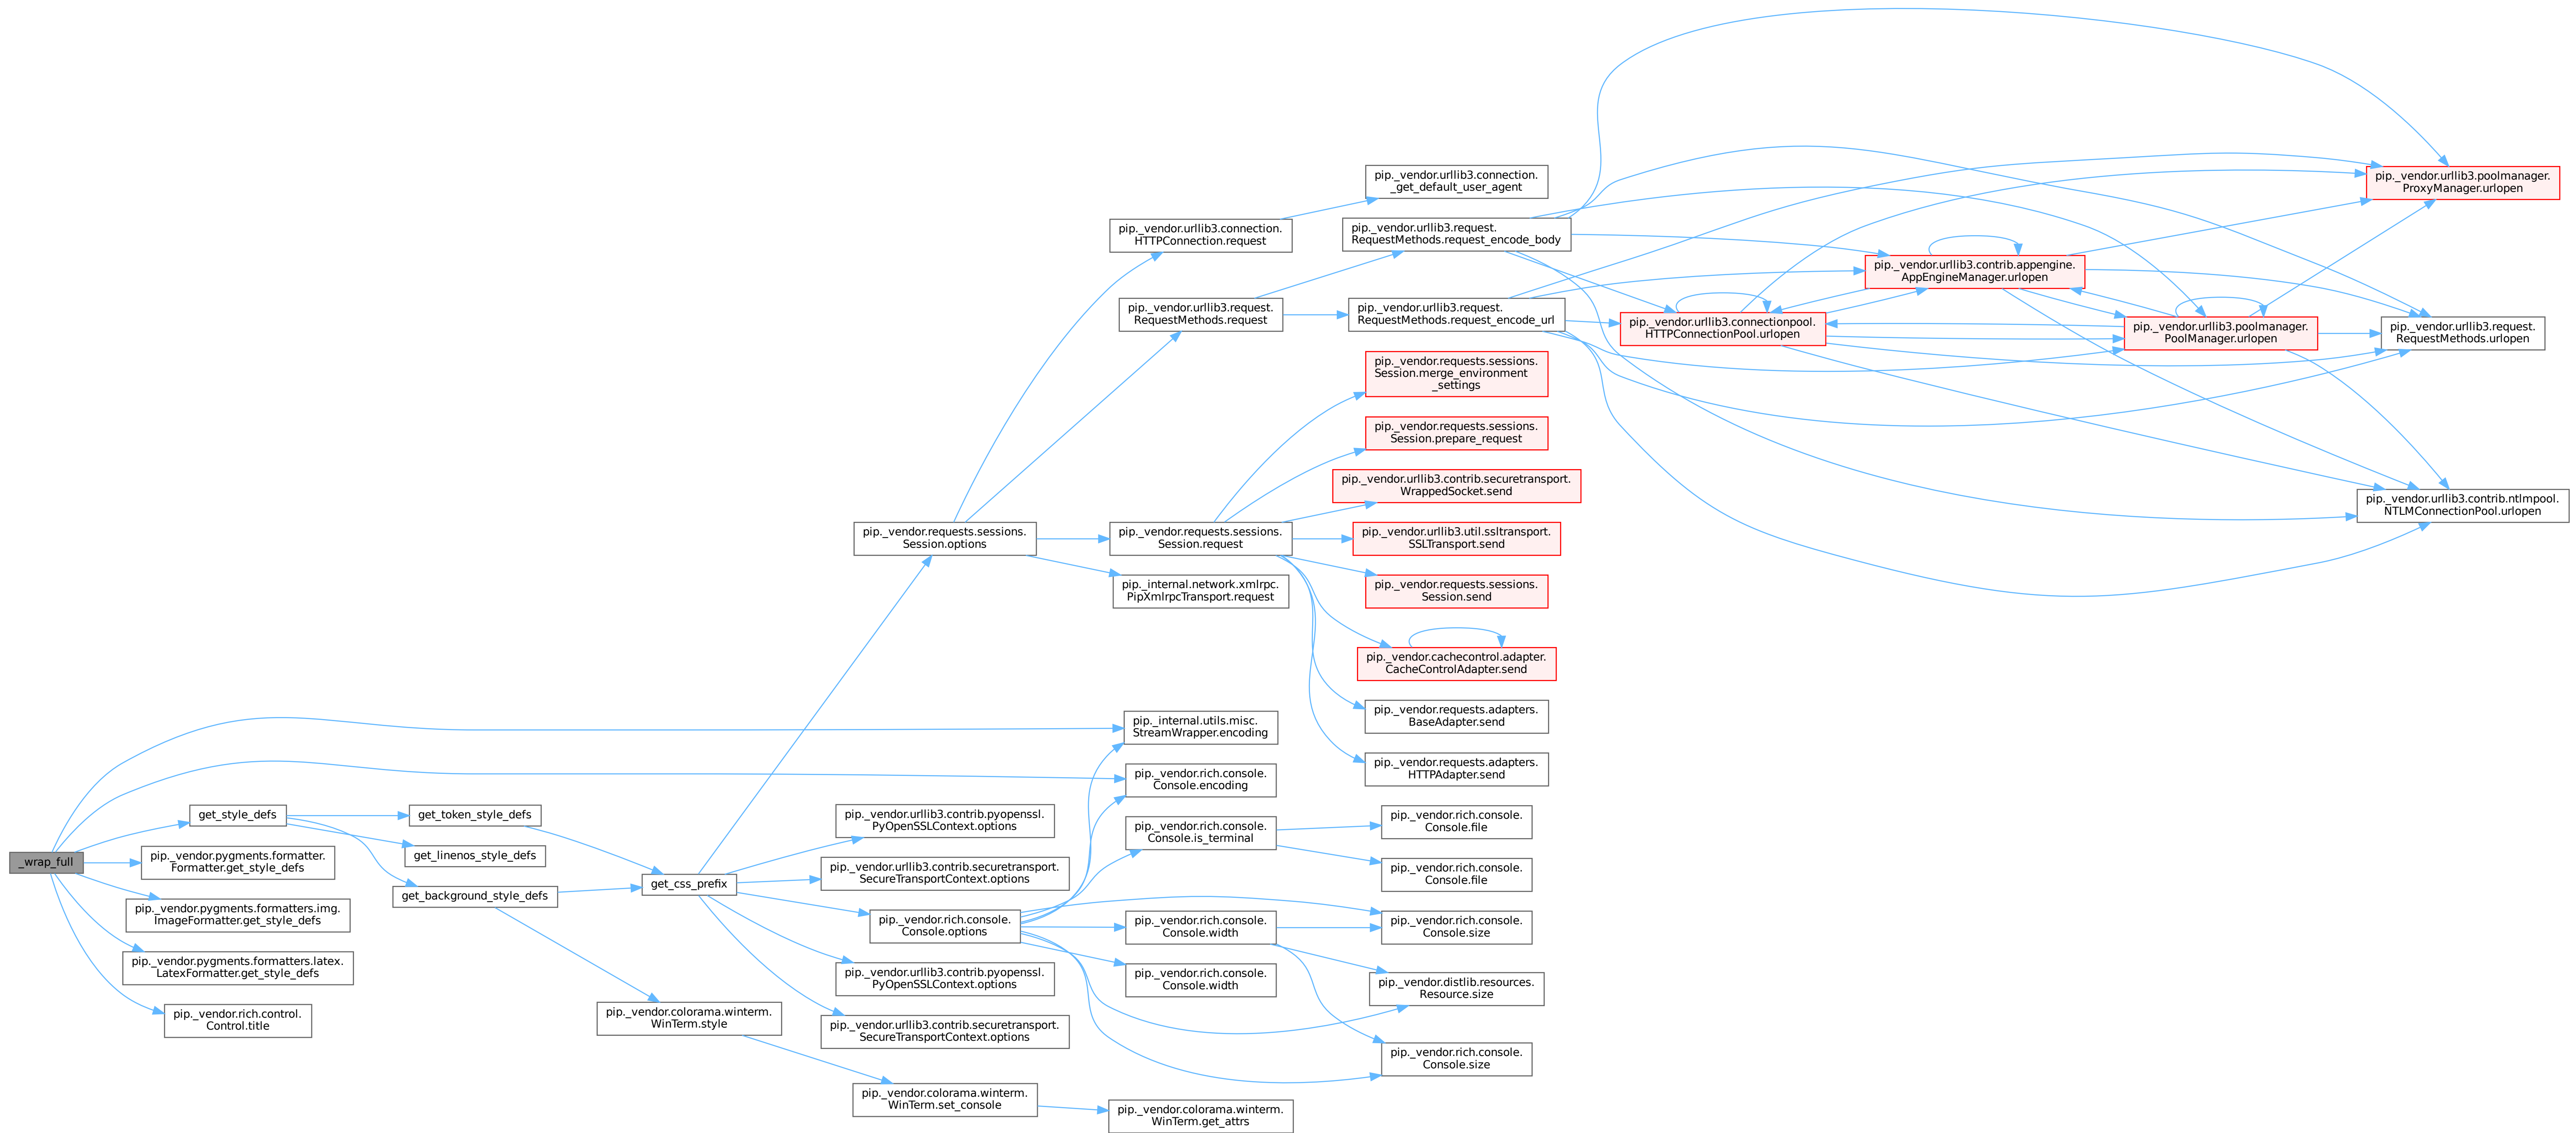 _wrap_full
get_style_defs
pip._vendor.pygments.formatter.
Formatter.get_style_defs
pip._vendor.pygments.formatters.img.
ImageFormatter.get_style_defs
pip._vendor.pygments.formatters.latex.
LatexFormatter.get_style_defs
pip._vendor.rich.control.
Control.title
get_token_style_defs
get_linenos_style_defs
get_background_style_defs
get_css_prefix
pip._vendor.colorama.winterm.
WinTerm.style
pip._vendor.requests.sessions.
Session.options
pip._vendor.urllib3.contrib.pyopenssl.
PyOpenSSLContext.options
pip._vendor.urllib3.contrib.securetransport.
SecureTransportContext.options
pip._vendor.rich.console.
Console.options
pip._vendor.urllib3.contrib.pyopenssl.
PyOpenSSLContext.options
pip._vendor.urllib3.contrib.securetransport.
SecureTransportContext.options
pip._vendor.colorama.winterm.
WinTerm.set_console
pip._vendor.urllib3.connection.
HTTPConnection.request
pip._vendor.urllib3.request.
RequestMethods.request
pip._vendor.requests.sessions.
Session.request
pip._internal.network.xmlrpc.
PipXmlrpcTransport.request
pip._internal.utils.misc.
StreamWrapper.encoding
pip._vendor.rich.console.
Console.encoding
pip._vendor.rich.console.
Console.is_terminal
pip._vendor.rich.console.
Console.width
pip._vendor.rich.console.
Console.width
pip._vendor.colorama.winterm.
WinTerm.get_attrs
pip._vendor.urllib3.connection.
_get_default_user_agent
pip._vendor.urllib3.request.
RequestMethods.request_encode_body
pip._vendor.urllib3.request.
RequestMethods.request_encode_url
pip._vendor.requests.sessions.
Session.merge_environment
_settings
pip._vendor.requests.sessions.
Session.prepare_request
pip._vendor.urllib3.contrib.securetransport.
WrappedSocket.send
pip._vendor.urllib3.util.ssltransport.
SSLTransport.send
pip._vendor.requests.sessions.
Session.send
pip._vendor.cachecontrol.adapter.
CacheControlAdapter.send
pip._vendor.requests.adapters.
BaseAdapter.send
pip._vendor.requests.adapters.
HTTPAdapter.send
pip._vendor.rich.console.
Console.file
pip._vendor.rich.console.
Console.file
pip._vendor.rich.console.
Console.size
pip._vendor.distlib.resources.
Resource.size
pip._vendor.rich.console.
Console.size
pip._vendor.urllib3.connectionpool.
HTTPConnectionPool.urlopen
pip._vendor.urllib3.contrib.appengine.
AppEngineManager.urlopen
pip._vendor.urllib3.poolmanager.
PoolManager.urlopen
pip._vendor.urllib3.poolmanager.
ProxyManager.urlopen
pip._vendor.urllib3.request.
RequestMethods.urlopen
pip._vendor.urllib3.contrib.ntlmpool.
NTLMConnectionPool.urlopen